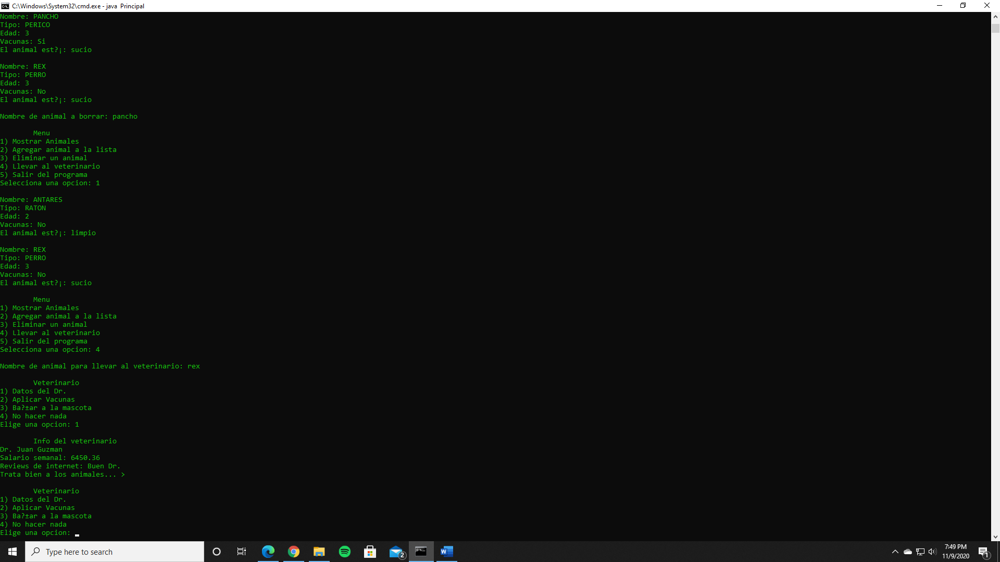 C:\Windows\System32\cmd.exe - java  Principal
Nombre: PANCHO
Tipo: PERICO
Edad: 3
Vacunas: Si
El animal est?¡: sucio
Nombre: REX
Tipo: PERRO
Edad: 3
Vacunas: No
El animal est?¡: sucio
Nombre de animal a borrar: pancho
Menu
1) Mostrar Animales
2) Agregar animal a la lista
3) Eliminar un animal
4) Llevar al veterinario
5) Salir del programa
Selecciona una opcion: 1
Nombre: ANTARES
Tipo: RATON
Edad: 2
Vacunas: No
El animal est?¡: limpio
Nombre: REX
Tipo: PERRO
Edad: 3
Vacunas: No
El animal est?¡: sucio
Menu
1) Mostrar Animales
2) Agregar animal a la lista
3) Eliminar un animal
4) Llevar al veterinario
5) Salir del programa
Selecciona una opcion: 4
Nombre de animal para llevar al veterinario: rex
Veterinario
1) Datos del Dr.
2) Aplicar Vacunas
3) Ba?±ar a la mascota
4) No hacer nada
Elige una opcion: 1
Info del veterinario
Dr. Juan Guzman
Salario semanal: 6450.36
Reviews de internet: Buen Dr.
Trata bien a los animales... >
Veterinario
1) Datos del Dr.
2) Aplicar Vacunas
3) Ba?±ar a la mascota
4) No hacer nada
Elige una opcion:
Type here to search
2
W
7:49 PM
11/9/2020
1